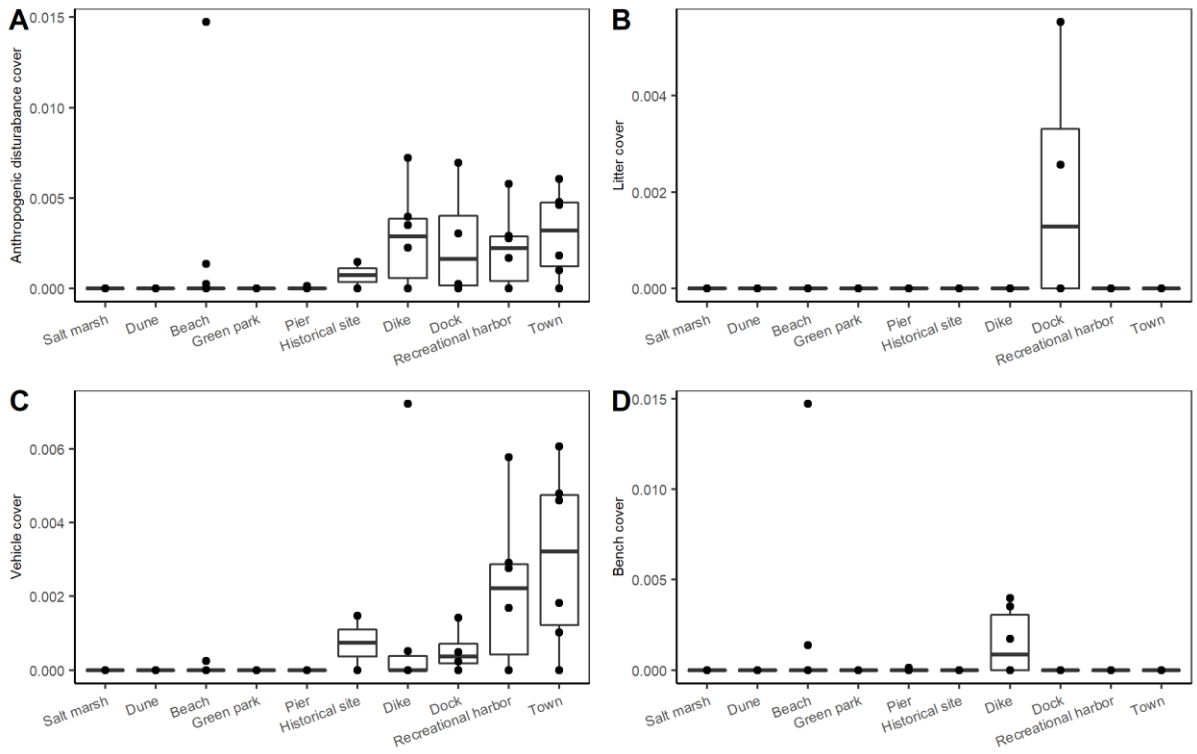 A
Anthropogenic disturabance cover
0.015
0.010
0.005
0.000
Salt marsh
Dune
Beach
Green park
Pier
Historical site
Dike
Dock
Recreational harbor
Town
B
Litter cover
0.004
0.002
0.000
Salt marsh
Dune
Beach
Green park
Pier
Historical site
Dike
Dock
Recreational harbor
Town
C
Vehicle cover
0.006
0.004
0.002
0.000
Salt marsh
Dune
Beach
Green park
Pier
Historical site
Dike
Dock
Recreational harbor
Town
D
Bench cover
0.015
0.010
0.005
0.000
Salt marsh
Dune
Beach
Green park
Pier
Historical site
Dike
Dock
Recreational harbor
Town